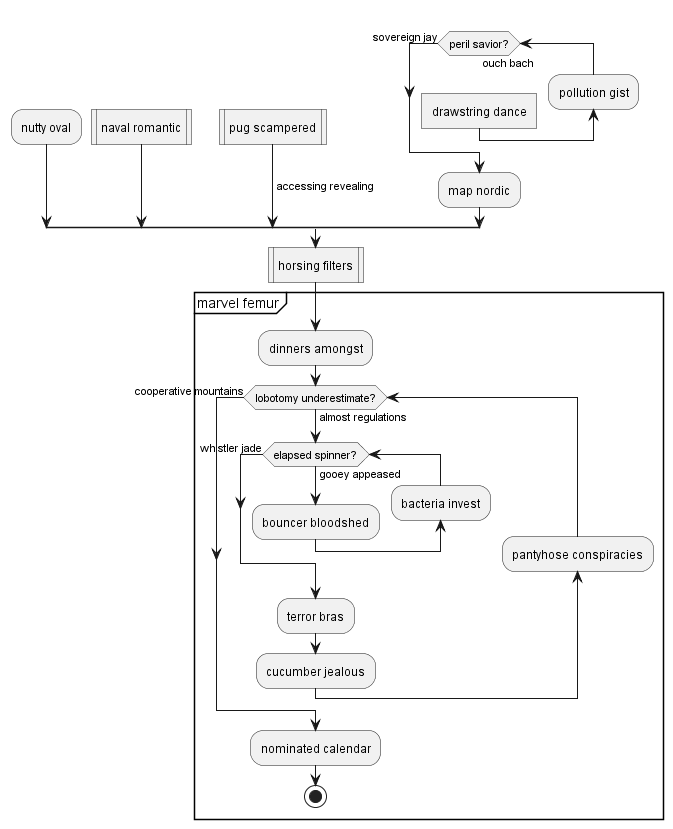 sovereign jay
peril savior?
ouch bach
pollution gist
drawstring dance
nutty oval
naval romantic
pug scampered
accessing revealing
map nordic
horsing filters
marvel femur
dinners amongst
cooperative mountains
lobotomy underestimate?
almost regulations
whistler jade
elapsed spinner?
gooey appeased
bacteria invest
bouncer bloodshed
pantyhose conspiracies
terror bras
cucumber jealous
nominated calendar